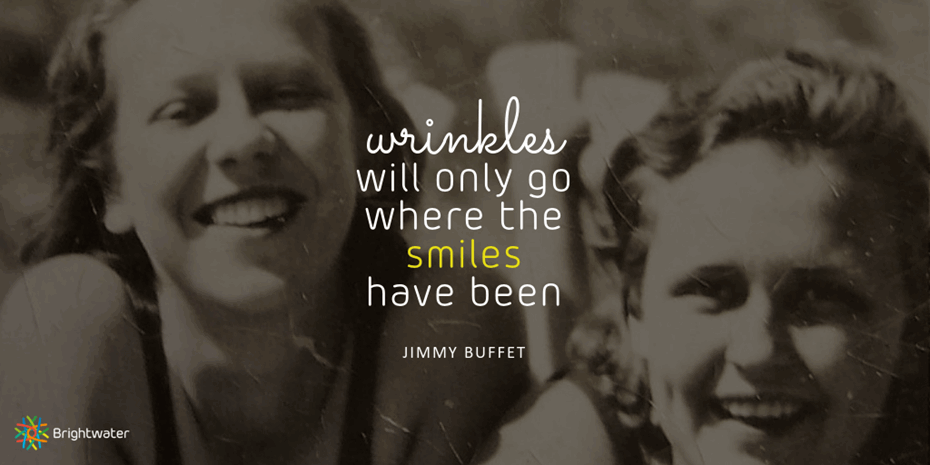 wrinkles
will only go
where the
smiles
have been
JIMMY BUFFET
Brightwater